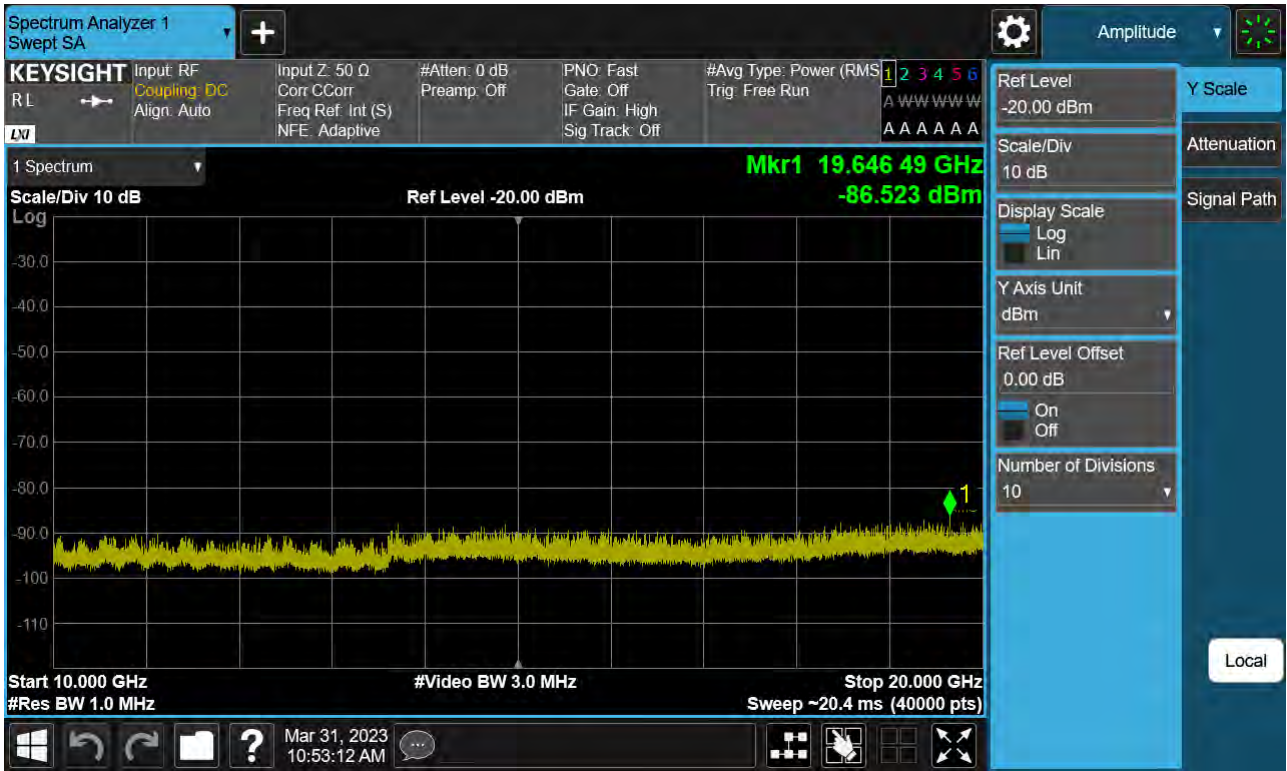 Spectrum Analyzer 1
Swept SA
+
Amplitude
KEYSIGHT
R L
LXI
Input: RF
Coupling: DC
Align: Auto
Input Z: 50 Ω
Corr CCorr
Freq Ref: Int (S)
NFE: Adaptive
#Atten: 0 dB
Preamp: Off
PNO: Fast
Gate: Off
IF Gain: High
Sig Track: Off
#Avg Type: Power (RMS
Trig: Free Run
1 2 3 4 5 6
A W W W W W
A A A A A A
1 Spectrum
Scale/Div 10 dB
Ref Level -20.00 dBm
Mkr1 19.646 49 GHz
-86.523 dBm
Log
-30.0
-40.0
-50.0
-60.0
-70.0
-80.0
-90.0
-100
-110
1
Start 10.000 GHz
#Video BW 3.0 MHz
Stop 20.000 GHz
#Res BW 1.0 MHz
Sweep ~20.4 ms (40000 pts)
?
Mar 31, 2023
10:53:12 AM
Ref Level
-20.00 dBm
Scale/Div
10 dB
Display Scale
Log
Lin
Y Axis Unit
dBm
Ref Level Offset
0.00 dB
On
Off
Number of Divisions
10
Y Scale
Attenuation
Signal Path
Local